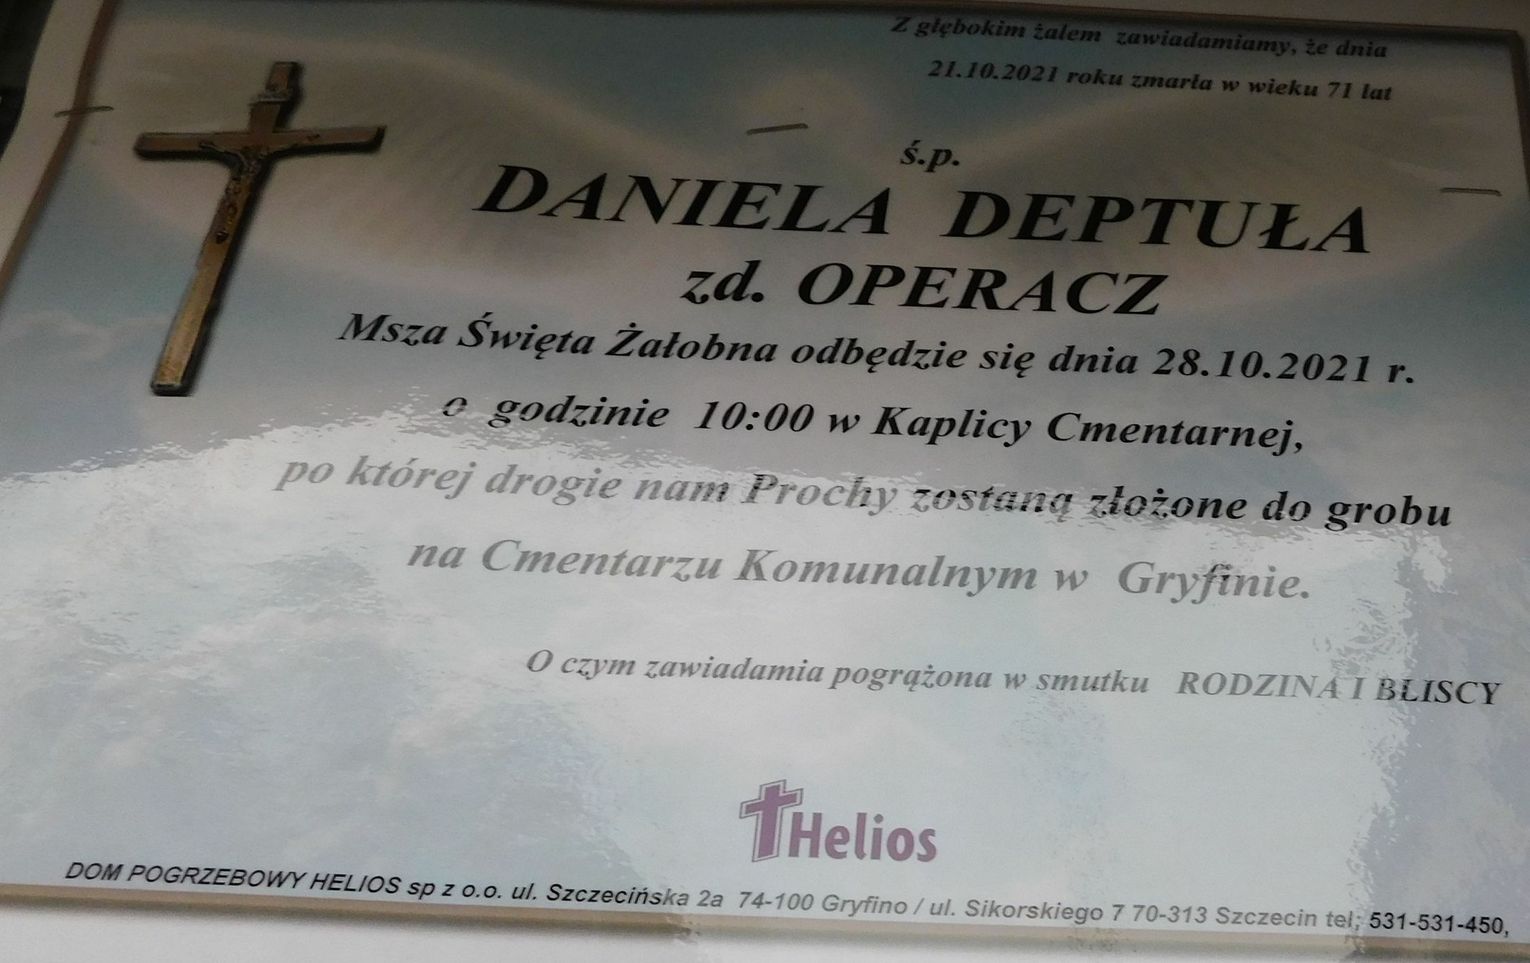 Z głębokim żalem zawiadamiamy, że dnia
21.10.2021 roku zmarła w wieku 71 lat
ś.p.
DANIELA DEPTUŁA
zd. OPERACZ
Msza Święta Żałobna odbędzie się dnia 28.10.2021 r.
o godzinie 10:00 w Kaplicy Cmentarnej,
po której drogie nam Prochy zostaną złożone do grobu
na Cmentarzu Komunalnym w Gryfinie.
O czym zawiadamia pogrążona w smutku RODZINA I BLISCY
Helios
DOM POGRZEBOWY HELIOS sp z o.o. ul. Szczecińska 2a 74-100 Gryfino / ul. Sikorskiego 7 70-313 Szczecin tel; 531-531-450,